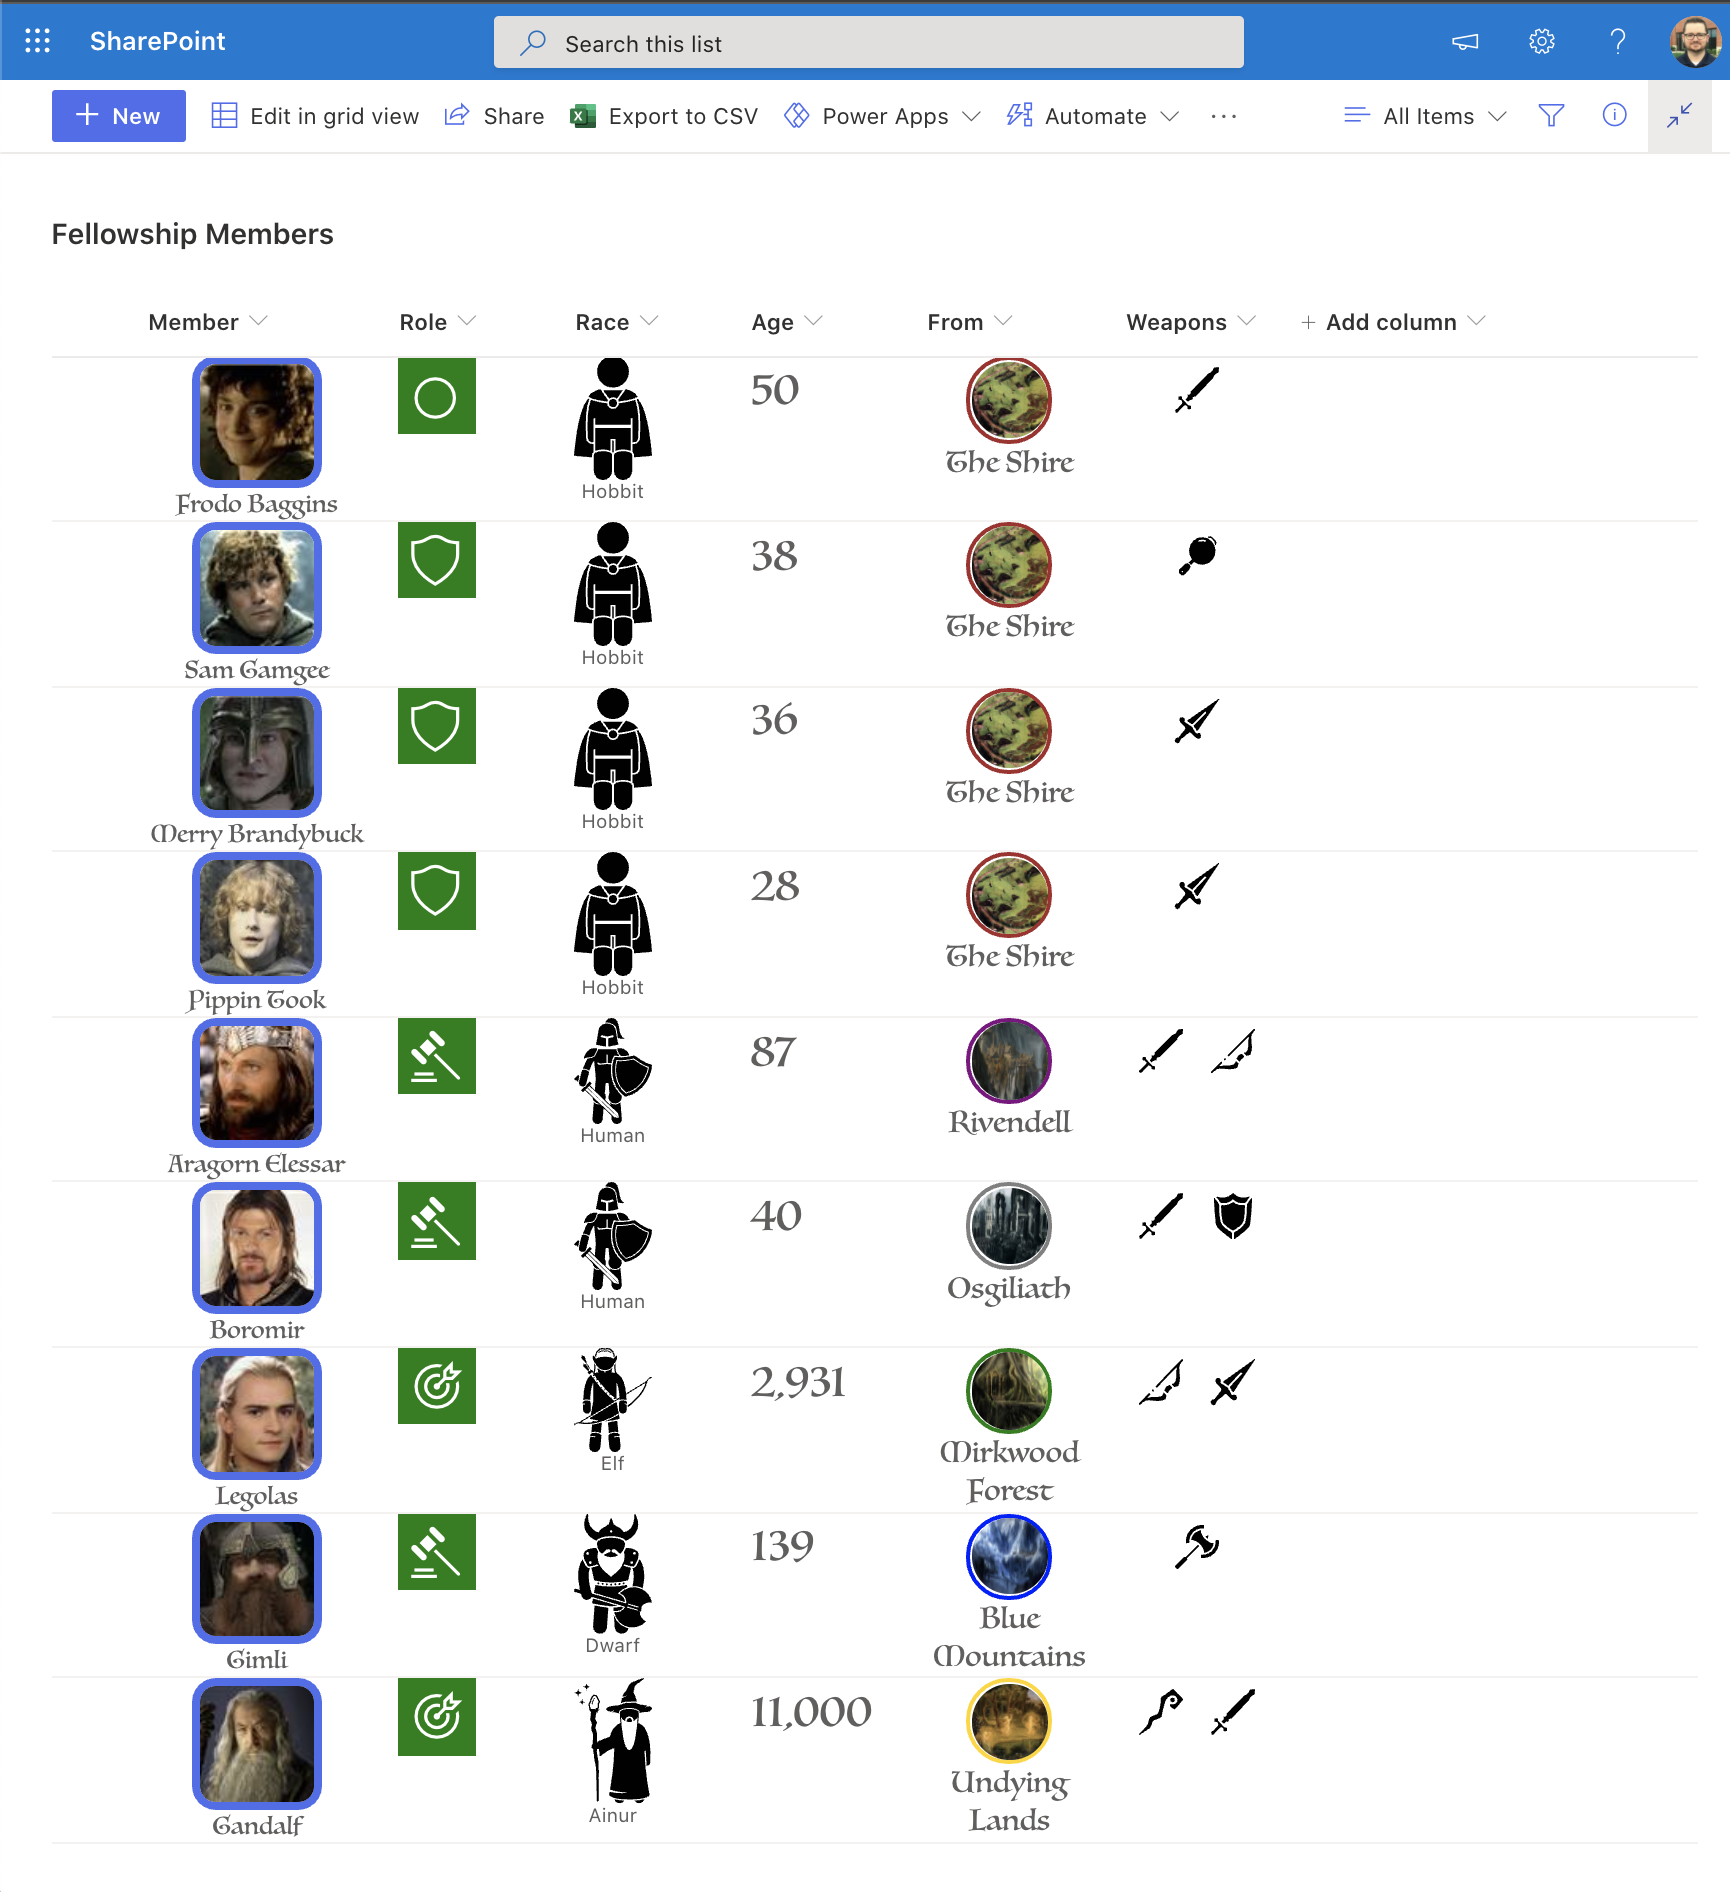 SharePoint
Search this list
New
Edit in grid view
Share
Export to CSV
Power Apps
Automate
All Items
Fellowship Members
Member
Role
Race
Age
From
Weapons
+ Add column
Frodo Baggins
Hobbit
50
The Shire
Sam Gamgee
Hobbit
38
The Shire
Merry Brandybuck
Hobbit
36
The Shire
Pippin Took
Hobbit
28
The Shire
Aragorn Elessar
Human
87
Rivendell
Boromir
Human
40
Osgiliath
Legolas
Elf
2,931
Mirkwood
Forest
Gimli
Dwarf
139
Blue
Mountains
Gandalf
Ainur
11,000
Undying
Lands